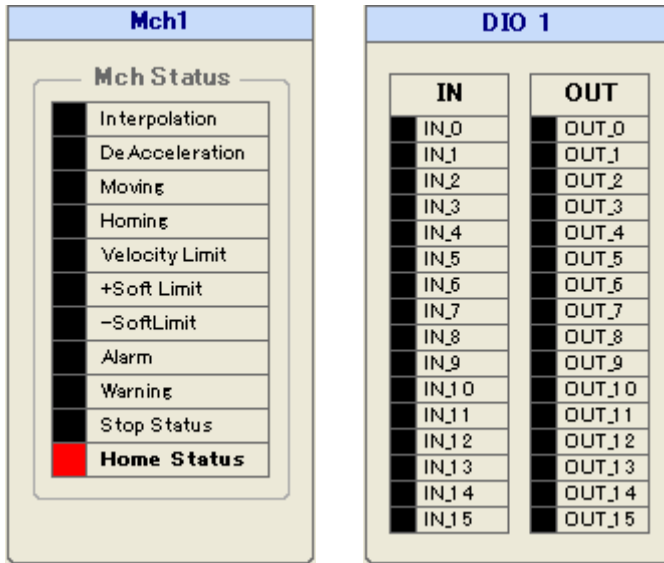 Mch1
Mch Status
Interpolation
DeAcceleration
Moving
Homing
Velocity Limit
+Soft Limit
-SoftLimit
Alarm
Warning
Stop Status
Home Status
DIO 1
IN OUT
IN_0 OUT_0
IN_1 OUT_1
IN_2 OUT_2
IN_3 OUT_3
IN_4 OUT_4
IN_5 OUT_5
IN_6 OUT_6
IN_7 OUT_7
IN_8 OUT_8
IN_9 OUT_9
IN_10 OUT_10
IN_11 OUT_11
IN_12 OUT_12
IN_13 OUT_13
IN_14 OUT_14
IN_15 OUT_15